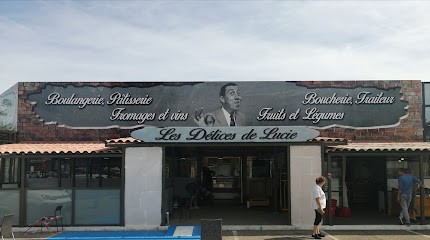 Boulangerie, Pâtisserie
Fromages et vins
Boucherie, Traiteur
Fruits et Légumes
Les Délices de Lucie